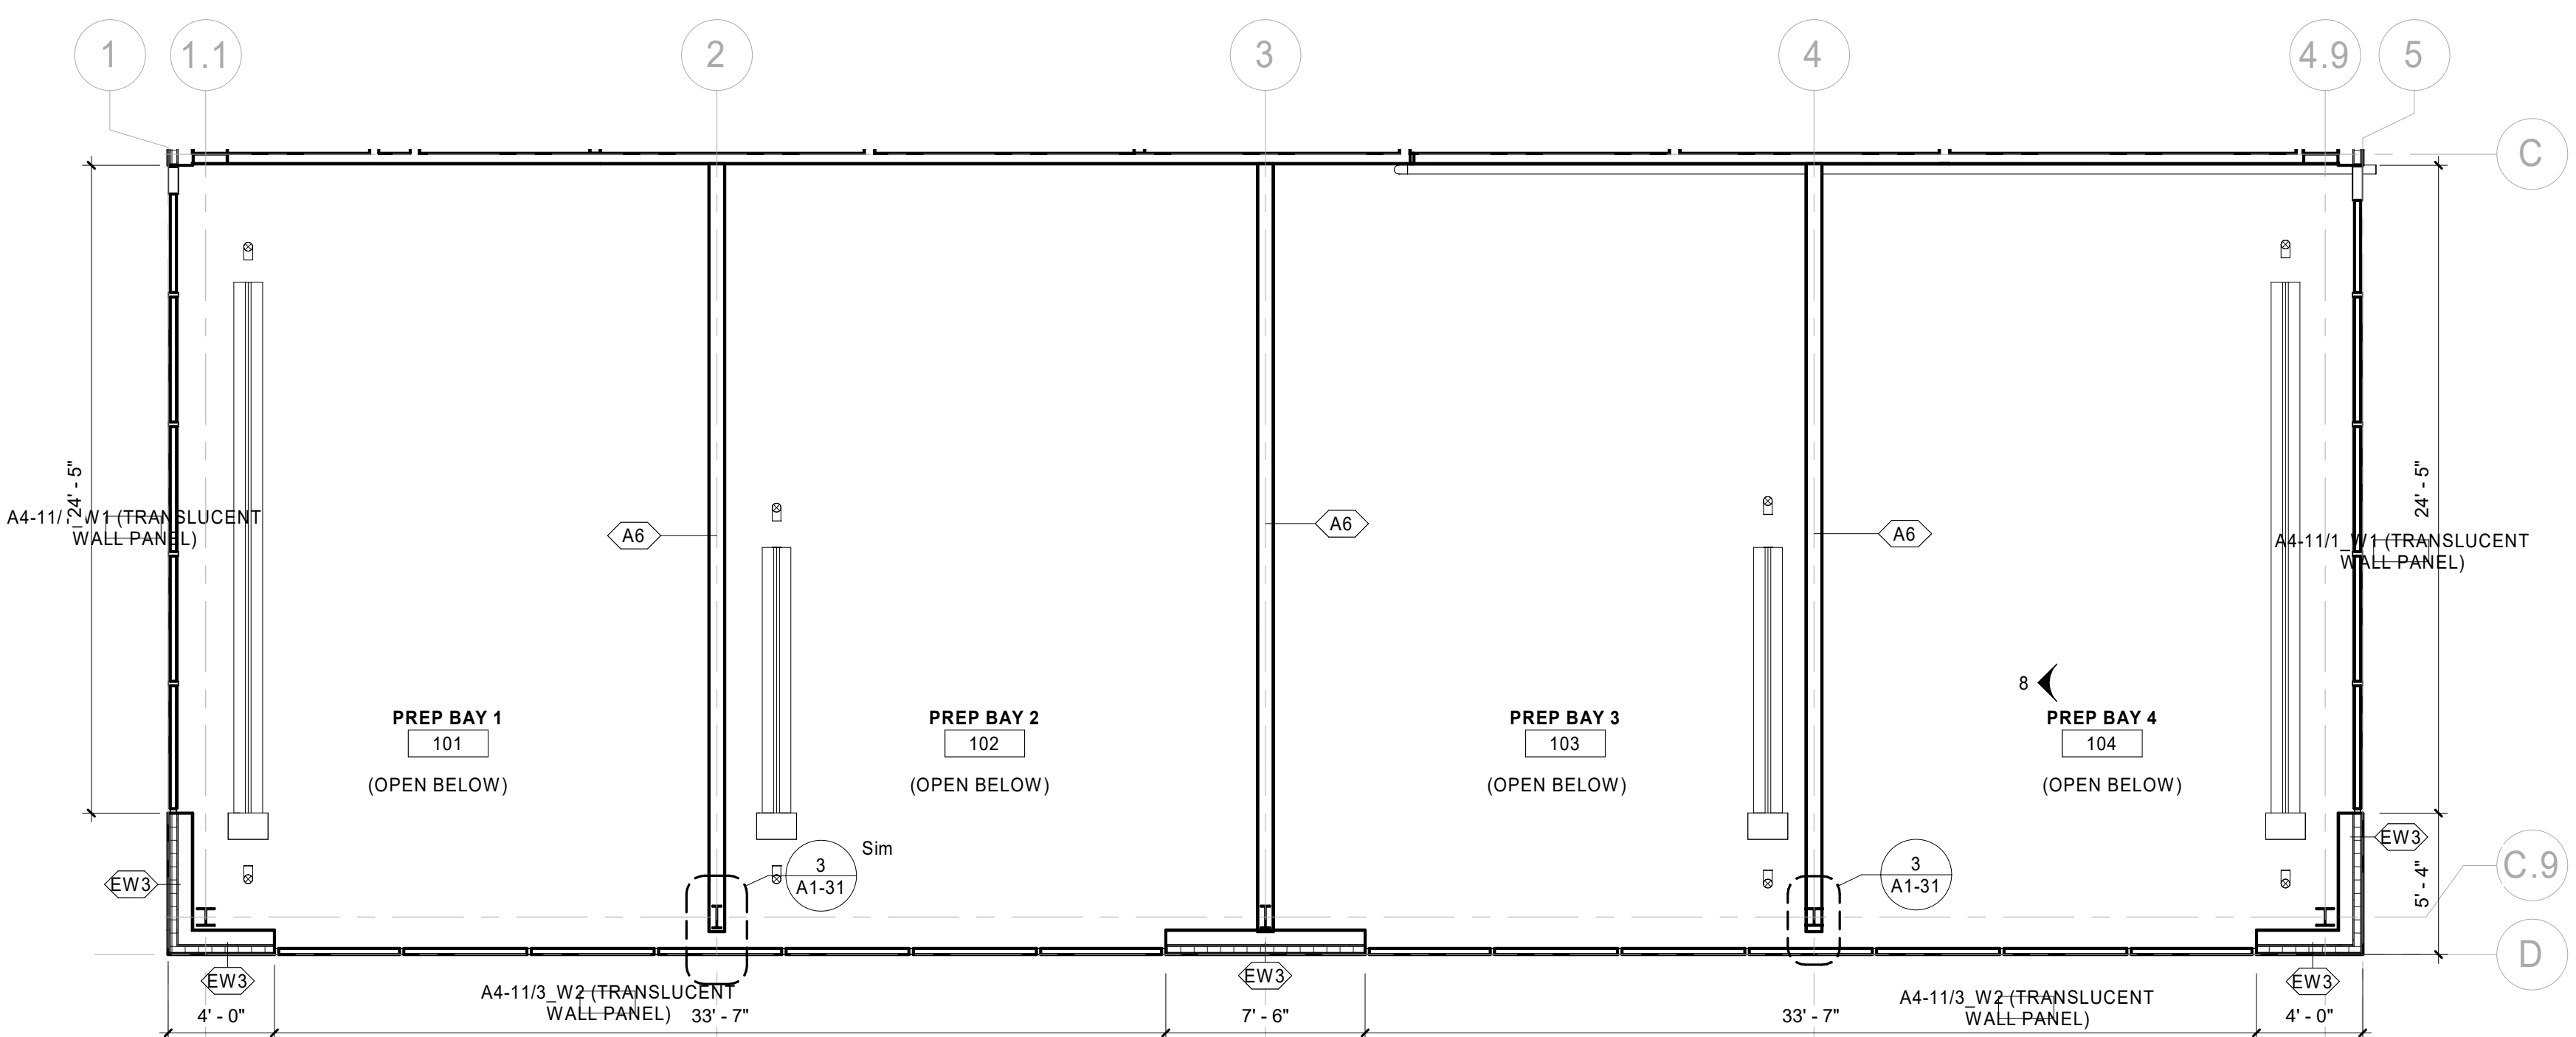 1
1.1
2
3
4
4.9
5
C
24' - 5"
24' - 5"
A4-11/1_W1 (TRANSLUCENT
WALL PANEL)
A6
A6
A6
A4-11/1_W1 (TRANSLUCENT
WALL PANEL)
8
PREP BAY 1
101
(OPEN BELOW)
PREP BAY 2
102
(OPEN BELOW)
PREP BAY 3
103
(OPEN BELOW)
PREP BAY 4
104
(OPEN BELOW)
EW3
Sim
3
A1-31
3
A1-31
EW3
5' - 4"
C.9
D
EW3
EW3
EW3
A4-11/3_W2 (TRANSLUCENT
WALL PANEL)
A4-11/3_W2 (TRANSLUCENT
WALL PANEL)
4' - 0"
33' - 7"
7' - 6"
33' - 7"
4' - 0"